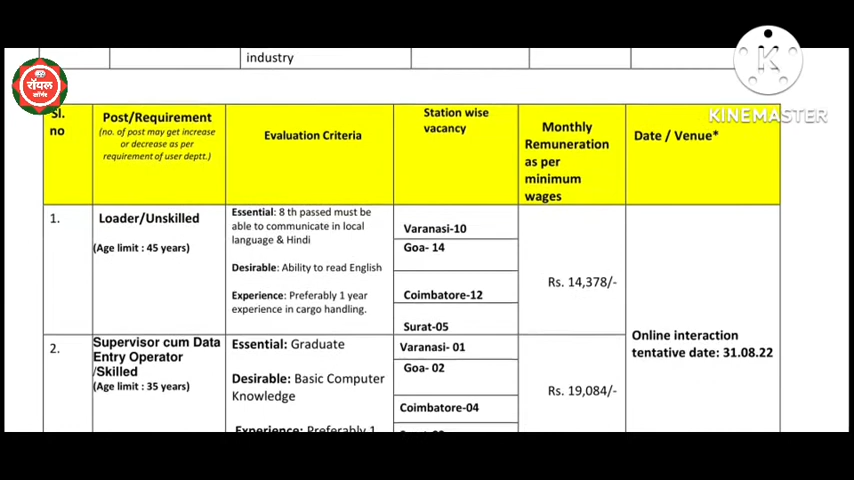 industry
K
KINEMASTER
रॉयल
कॉर्नर
Sl.
no
Post/Requirement
(no. of post may get increase
or decrease as per
requirement of user deptt.)
Evaluation Criteria
Station wise
vacancy
Monthly
Remuneration
as per
minimum
wages
Date / Venue*
1.
Loader/Unskilled
(Age limit : 45 years)
Essential: 8 th passed must be
able to communicate in local
language & Hindi
Desirable: Ability to read English
Experience: Preferably 1 year
experience in cargo handling.
Varanasi-10
Goa- 14
Coimbatore-12
Surat-05
Rs. 14,378/-
Online interaction
tentative date: 31.08.22
2.
Supervisor cum Data
Entry Operator
/Skilled
(Age limit : 35 years)
Essential: Graduate
Desirable: Basic Computer
Knowledge
Experience: Preferably 1
Varanasi- 01
Goa- 02
Coimbatore-04
Rs. 19,084/-